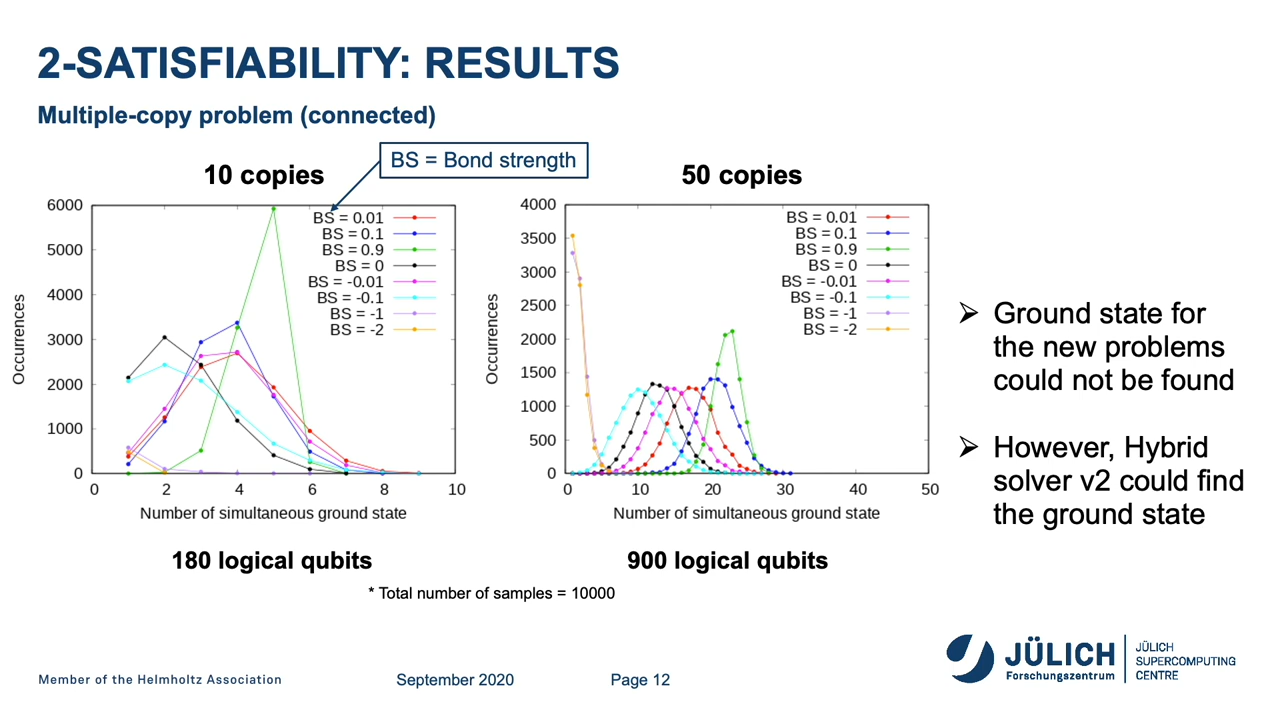 2-SATISFIABILITY: RESULTS
Multiple-copy problem (connected)
BS = Bond strength
10 copies
6000
5000
4000
3000
2000
1000
0
0 2 4 6 8 10
Occurrences
BS = 0.01
BS = 0.1
BS = 0.9
BS = 0
BS = -0.01
BS = -0.1
BS = -1
BS = -2
Number of simultaneous ground state
180 logical qubits
50 copies
4000
3500
3000
2500
2000
1500
1000
500
0
0 10 20 30 40 50
Occurrences
BS = 0.01
BS = 0.1
BS = 0.9
BS = 0
BS = -0.01
BS = -0.1
BS = -1
BS = -2
Number of simultaneous ground state
900 logical qubits
* Total number of samples = 10000
➢ Ground state for
the new problems
could not be found
➢ However, Hybrid
solver v2 could find
the ground state
Member of the Helmholtz Association
September 2020
Page 12
JÜLICH
Forschungszentrum
JÜLICH
SUPERCOMPUTING
CENTRE